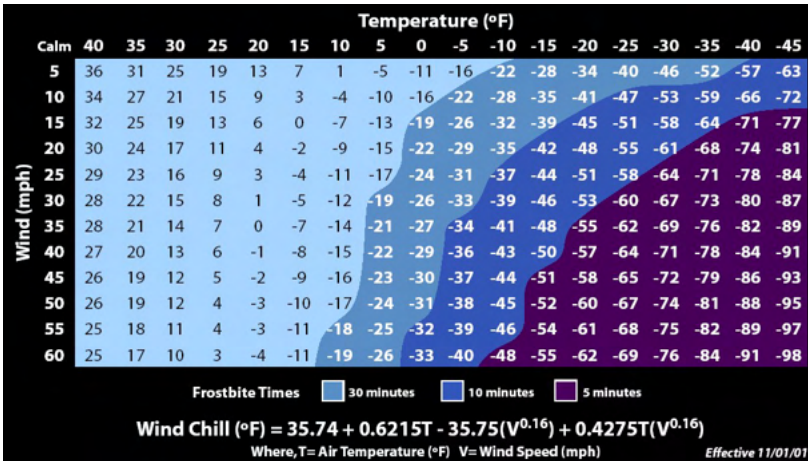 Temperature (ºF)
Calm 40 35 30 25 20 15 10 5 0 -5 -10 -15 -20 -25 -30 -35 -40 -45
5 36 31 25 19 13 7 1 -5 -11 -16 -22 -28 -34 -40 -46 -52 -57 -63
10 34 27 21 15 9 3 -4 -10 -16 -22 -28 -35 -41 -47 -53 -59 -66 -72
15 32 25 19 13 6 0 -7 -13 -19 -26 -32 -39 -45 -51 -58 -64 -71 -77
20 30 24 17 11 4 -2 -9 -15 -22 -29 -35 -42 -48 -55 -61 -68 -74 -81
25 29 23 16 9 3 -4 -11 -17 -24 -31 -37 -44 -51 -58 -64 -71 -78 -84
30 28 22 15 8 1 -5 -12 -19 -26 -33 -39 -46 -53 -60 -67 -73 -80 -87
35 28 21 14 7 0 -7 -14 -21 -27 -34 -41 -48 -55 -62 -69 -76 -82 -89
40 27 20 13 6 -1 -8 -15 -22 -29 -36 -43 -50 -57 -64 -71 -78 -84 -91
45 26 19 12 5 -2 -9 -16 -23 -30 -37 -44 -51 -58 -65 -72 -79 -86 -93
50 26 19 12 4 -3 -10 -17 -24 -31 -38 -45 -52 -60 -67 -74 -81 -88 -95
55 25 18 11 4 -3 -11 -18 -25 -32 -39 -46 -54 -61 -68 -75 -82 -89 -97
60 25 17 10 3 -4 -11 -19 -26 -33 -40 -48 -55 -62 -69 -76 -84 -91 -98
Wind (mph)
Frostbite Times 30 minutes 10 minutes 5 minutes
Wind Chill (ºF) = 35.74 + 0.6215T - 35.75(V^0.16) + 0.4275T(V^0.16)
Where, T= Air Temperature (ºF) V= Wind Speed (mph) Effective 11/01/01